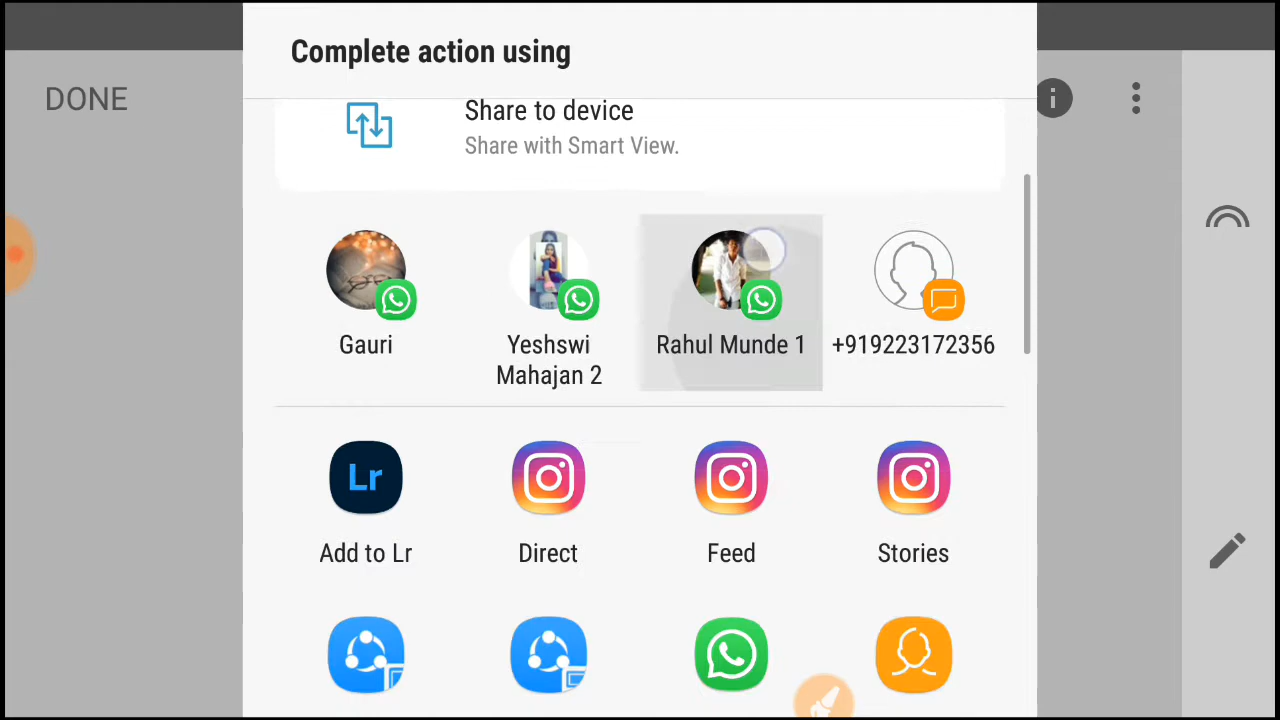 Complete action using
DONE
i
Share to device
Share with Smart View.
Gauri
Yeshswi
Mahajan 2
Rahul Munde 1
+919223172356
Lr
Add to Lr
Direct
Feed
Stories